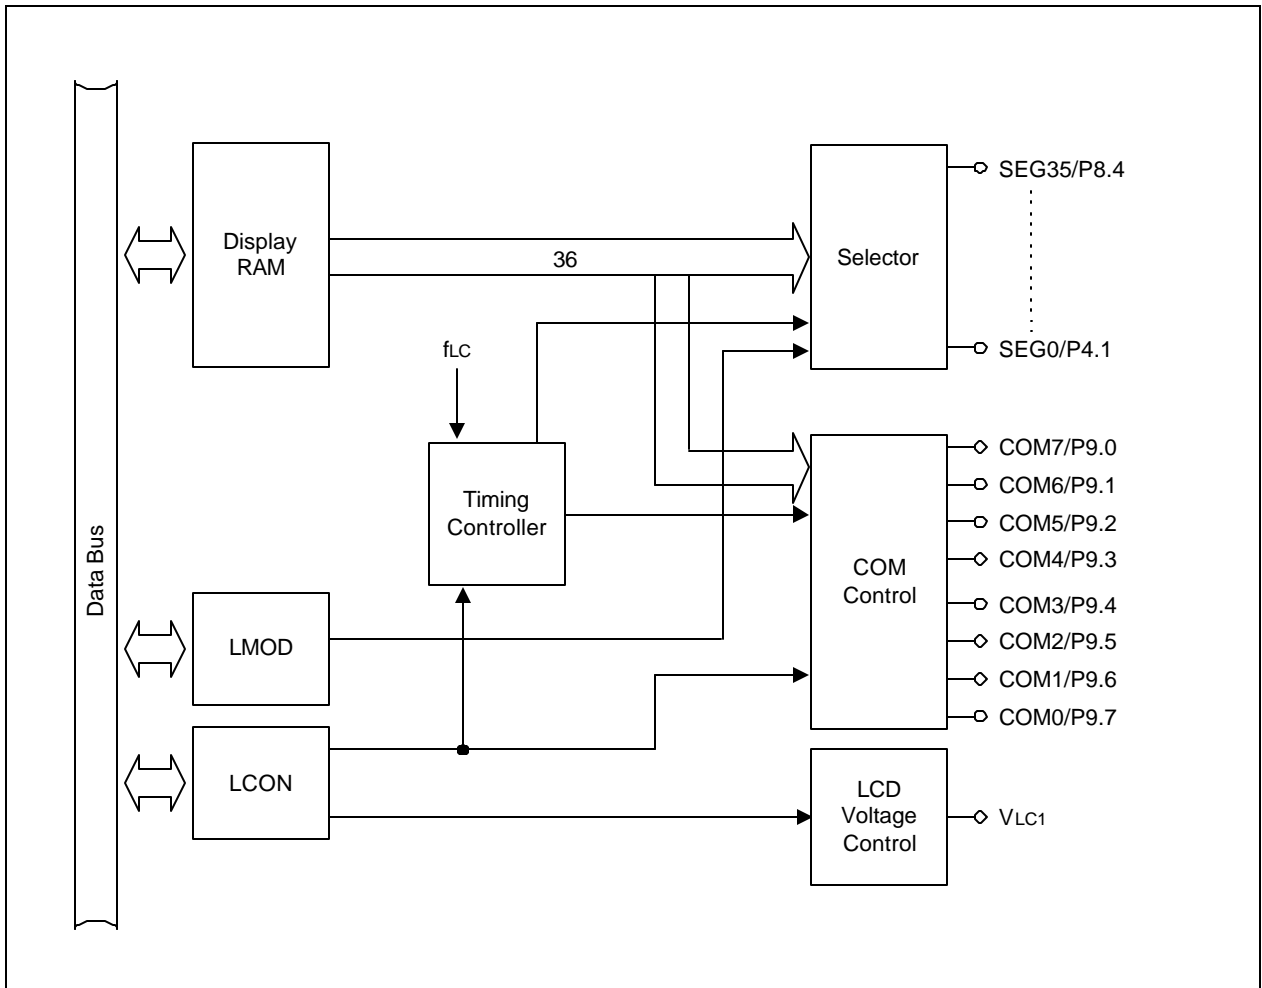 Data Bus
Display
RAM
36
Selector
SEG35/P8.4
SEG0/P4.1
fLC
Timing
Controller
COM
Control
COM7/P9.0
COM6/P9.1
COM5/P9.2
COM4/P9.3
COM3/P9.4
COM2/P9.5
COM1/P9.6
COM0/P9.7
LMOD
LCON
LCD
Voltage
Control
VLC1